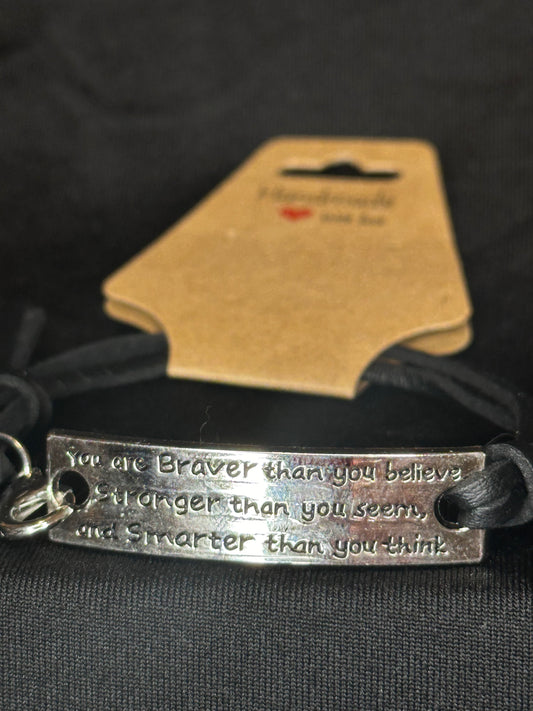 Handmade
You are Braver than you believe
Stronger than you seem,
and Smarter than you think